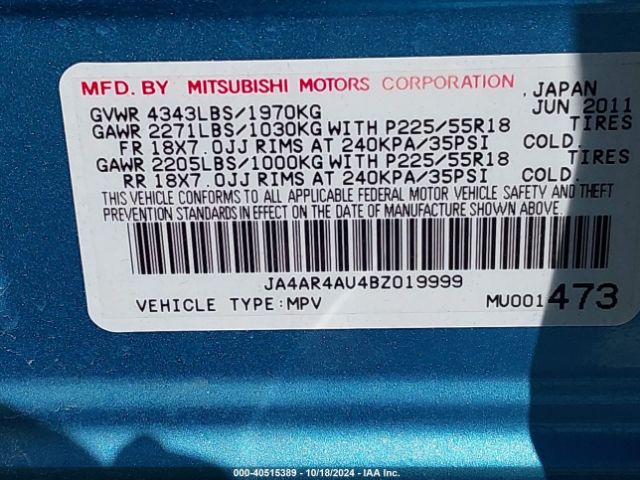 MFD. BY MITSUBISHI MOTORS CORPORATION, JAPAN
GVWR 4343LBS/1970KG JUN 2011
GAWR 2271LBS/1030KG WITH P225/55R18 TIRES
FR 18X7.0JJ RIMS AT 240KPA/35PSI COLD.
GAWR 2205LBS/1000KG WITH P225/55R18 TIRES
RR 18X7.0JJ RIMS AT 240KPA/35PSI COLD.
THIS VEHICLE CONFORMS TO ALL APPLICABLE FEDERAL MOTOR VEHICLE SAFETY AND THEFT
PREVENTION STANDARDS IN EFFECT ON THE DATE OF MANUFACTURE SHOWN ABOVE.
JA4AR4AU4BZ019999
VEHICLE TYPE:MPV MU001473
000-40515389 - 10/18/2024 - IAA Inc.